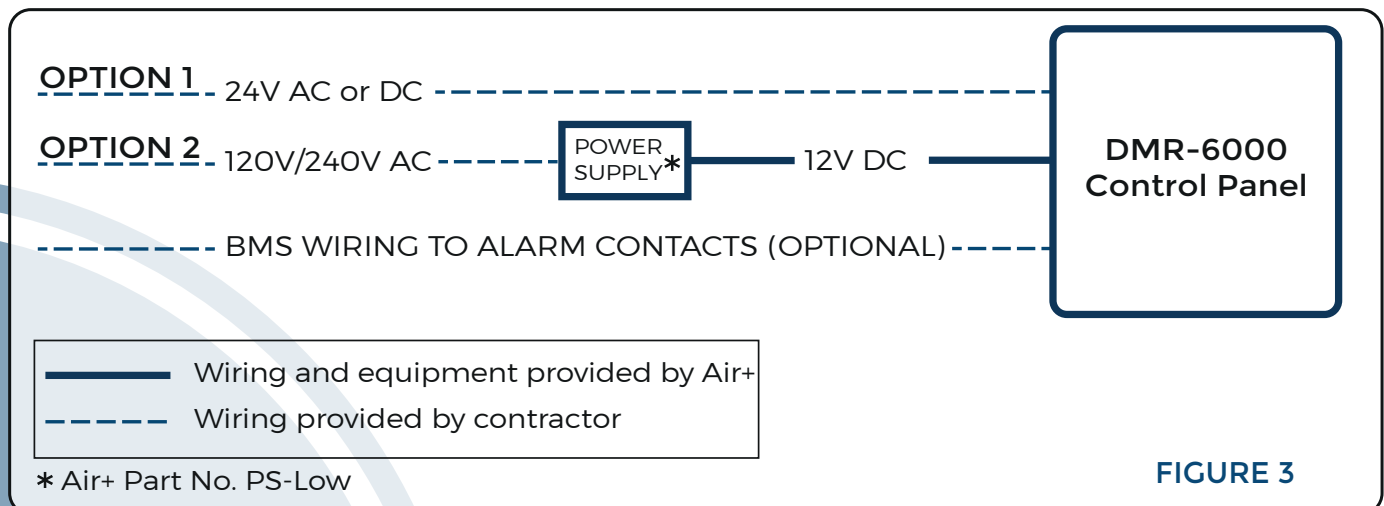 OPTION 1 24V AC or DC
OPTION 2 120V/240V AC
POWER
SUPPLY*
12V DC
DMR-6000
Control Panel
BMS WIRING TO ALARM CONTACTS (OPTIONAL)
Wiring and equipment provided by Air+
Wiring provided by contractor
* Air+ Part No. PS-Low
FIGURE 3